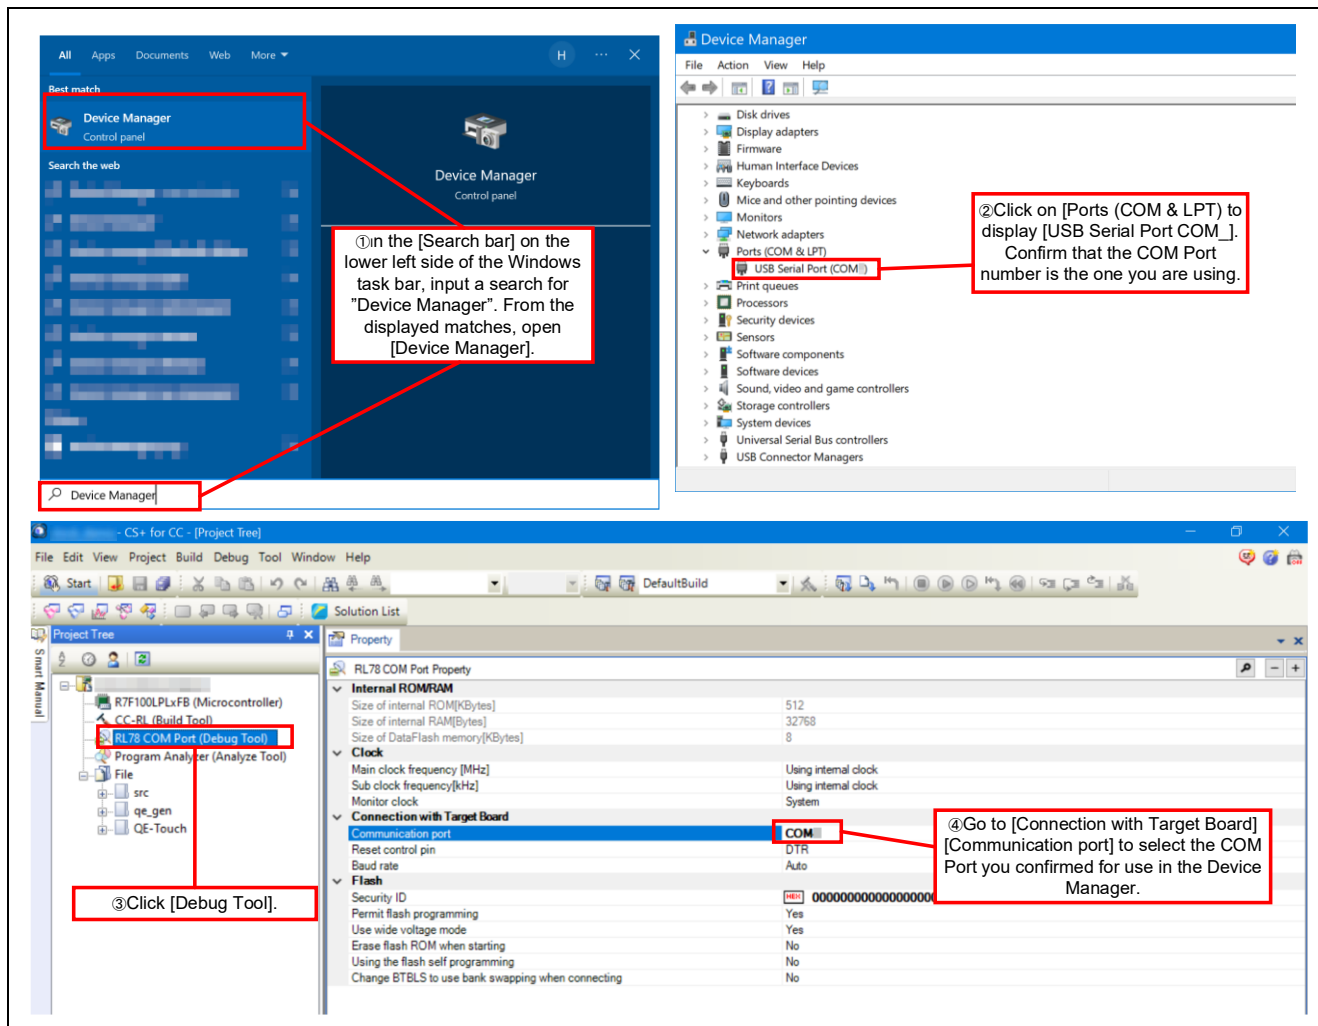 All Apps Documents Web More H ...
Best match
Device Manager
Control panel
Search the web
Device Manager
Control panel
①In the [Search bar] on the
lower left side of the Windows
task bar, input a search for
”Device Manager”. From the
displayed matches, open
[Device Manager].
Device Manager
Device Manager
File Action View Help
Disk drives
Display adapters
Firmware
Human Interface Devices
Keyboards
Mice and other pointing devices
Monitors
Network adapters
Ports (COM & LPT)
USB Serial Port (COM )
Print queues
Processors
Security devices
Sensors
Software components
Software devices
Sound, video and game controllers
Storage controllers
System devices
Universal Serial Bus controllers
USB Connector Managers
②Click on [Ports (COM & LPT) to
display [USB Serial Port COM_].
Confirm that the COM Port
number is the one you are using.
- CS+ for CC - [Project Tree]
File Edit View Project Build Debug Tool Window Help
Start DefaultBuild
Solution List
Smart Manual
Project Tree
R7F100LPLxFB (Microcontroller)
CC-RL (Build Tool)
RL78 COM Port (Debug Tool)
Program Analyzer (Analyze Tool)
File
src
qe_gen
QE-Touch
③Click [Debug Tool].
Property
RL78 COM Port Property
Internal ROM/RAM
Size of internal ROM[KBytes] 512
Size of internal RAM[Bytes] 32768
Size of DataFlash memory[KBytes] 8
Clock
Main clock frequency [MHz] Using internal clock
Sub clock frequency[kHz] Using internal clock
Monitor clock System
Connection with Target Board
Communication port COM
Reset control pin DTR
Baud rate Auto
Flash
Security ID HEX 00000000000000000
Permit flash programming Yes
Use wide voltage mode Yes
Erase flash ROM when starting No
Using the flash self programming No
Change BTBLS to use bank swapping when connecting No
④Go to [Connection with Target Board]
[Communication port] to select the COM
Port you confirmed for use in the Device
Manager.